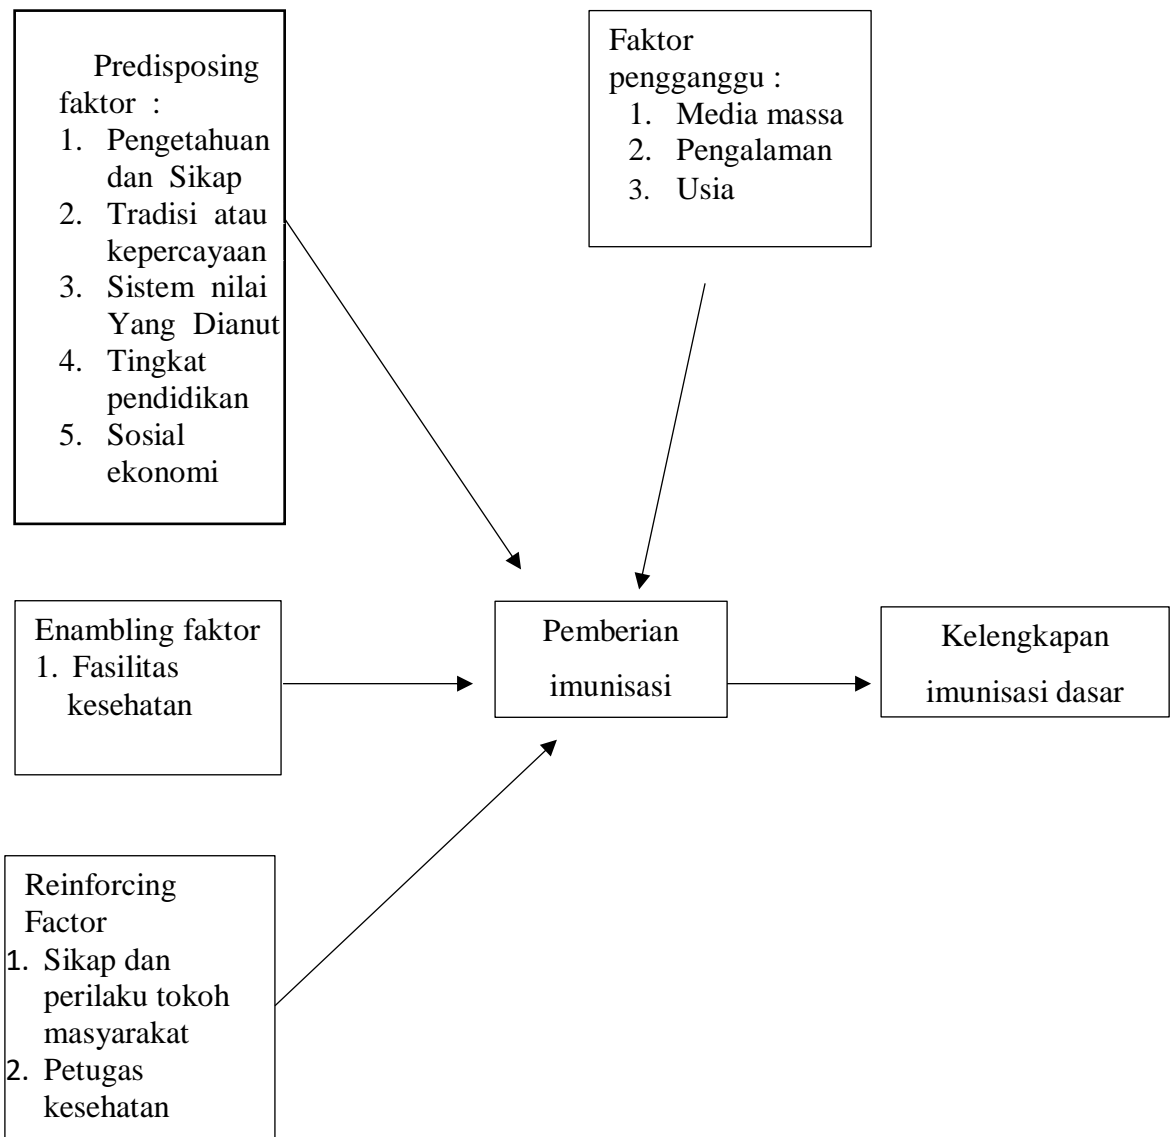 Predisposing
faktor :
1. Pengetahuan
dan Sikap
2. Tradisi atau
kepercayaan
3. Sistem nilai
Yang Dianut
4. Tingkat
pendidikan
5. Sosial
ekonomi
Faktor
pengganggu :
1. Media massa
2. Pengalaman
3. Usia
Enambling faktor
1. Fasilitas
kesehatan
Pemberian
imunisasi
Kelengkapan
imunisasi dasar
Reinforcing
Factor
1. Sikap dan
perilaku tokoh
masyarakat
2. Petugas
kesehatan